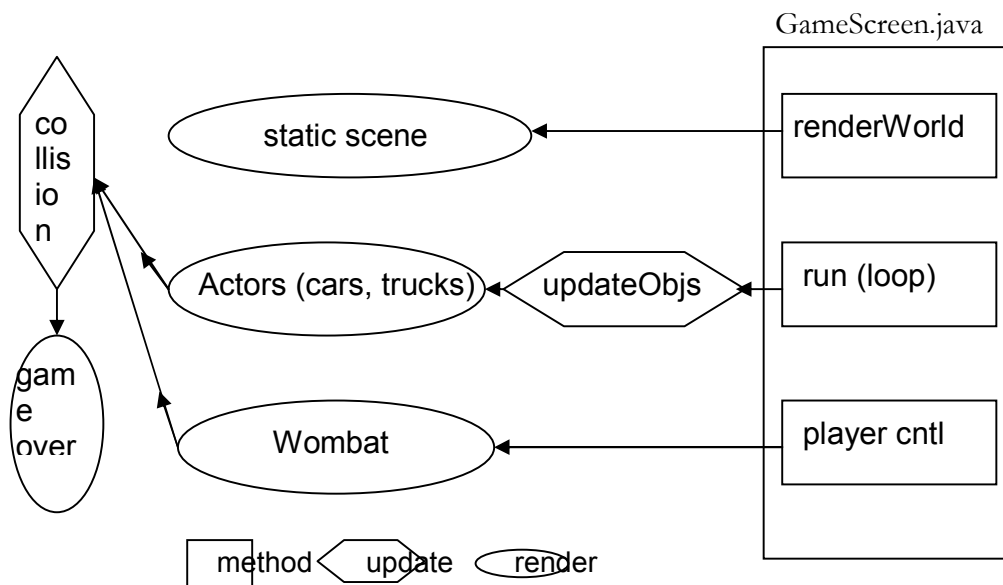 GameScreen.java
co
llis
io
n
static scene
renderWorld
Actors (cars, trucks)
updateObjs
run (loop)
gam
e
over
Wombat
player cntl
method
update
render